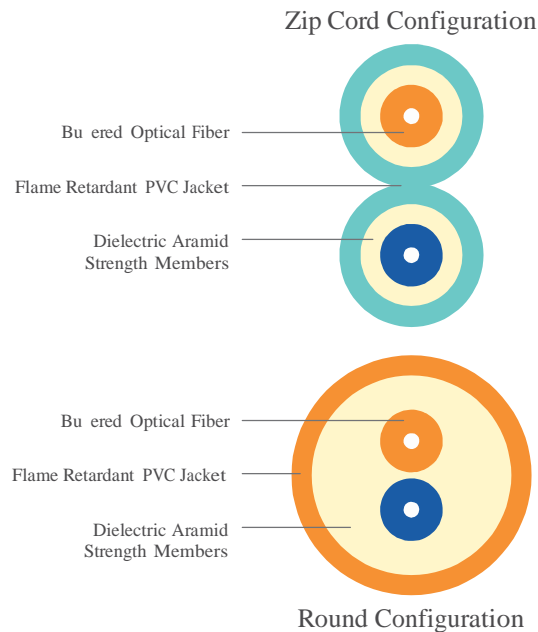 Zip Cord Configuration
Bu ered Optical Fiber
Flame Retardant PVC Jacket
Dielectric Aramid
Strength Members
Bu ered Optical Fiber
Flame Retardant PVC Jacket
Dielectric Aramid
Strength Members
Round Configuration